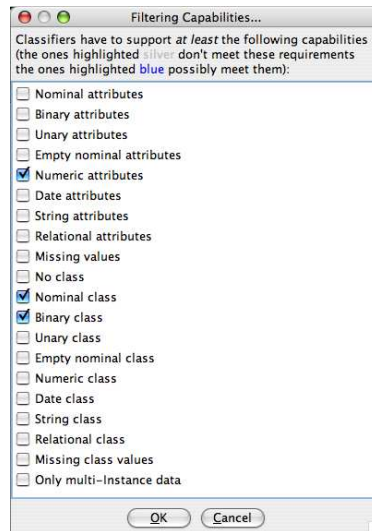 Filtering Capabilities...
Classifiers have to support at least the following capabilities
(the ones highlighted silver don't meet these requirements
the ones highlighted blue possibly meet them):
Nominal attributes
Binary attributes
Unary attributes
Empty nominal attributes
Numeric attributes
Date attributes
String attributes
Relational attributes
Missing values
No class
Nominal class
Binary class
Unary class
Empty nominal class
Numeric class
Date class
String class
Relational class
Missing class values
Only multi-Instance data
OK Cancel